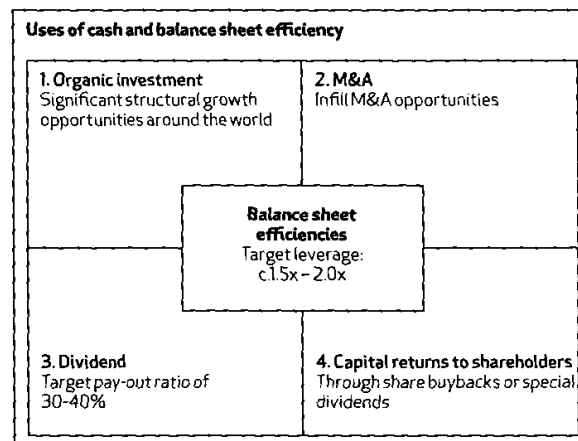 Uses of cash and balance sheet efficiency
1. Organic investment
Significant structural growth
opportunities around the world
2. M&A
Infill M&A opportunities
Balance sheet
efficiencies
Target leverage:
c.1.5x – 2.0x
3. Dividend
Target pay-out ratio of
30-40%
4. Capital returns to shareholders
Through share buybacks or special
dividends